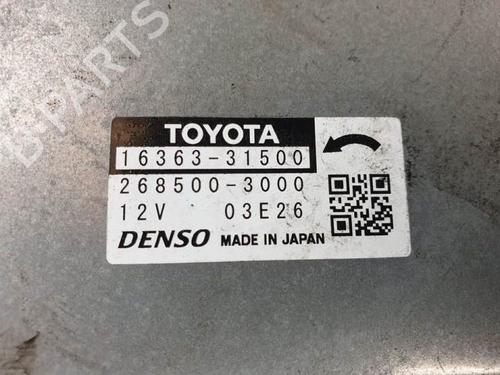 B-PARTS
TOYOTA
16363-31500
268500-3000
12V 03E26
DENSO MADE IN JAPAN